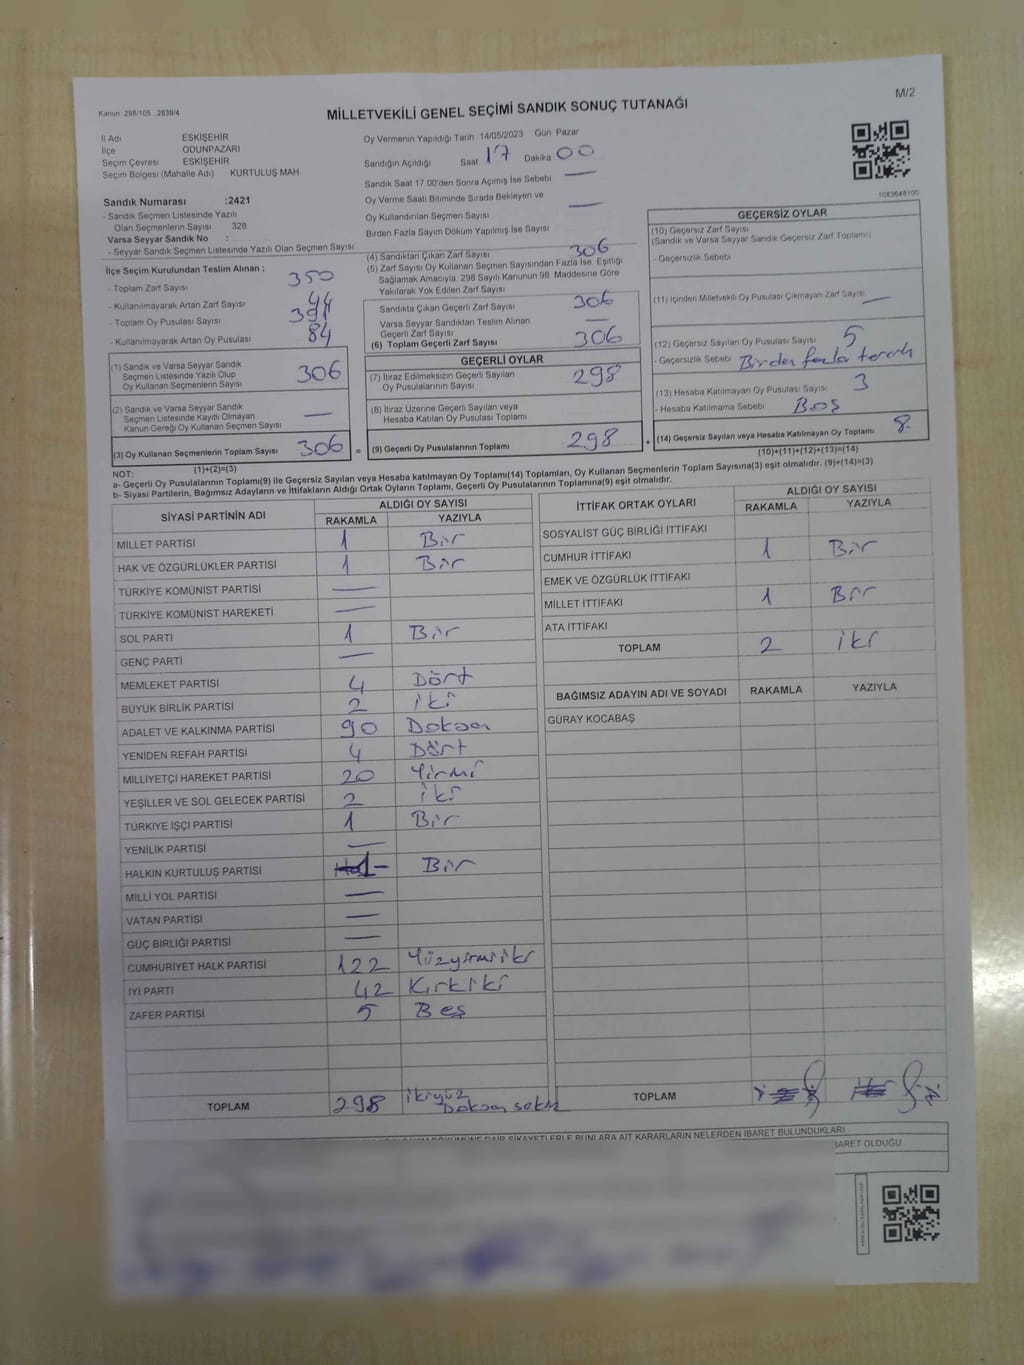 Kanun 298/105 . 2839/4
M/2
MİLLETVEKİLİ GENEL SEÇİMİ SANDIK SONUÇ TUTANAĞI
İl Adı ESKİŞEHİR
İlçe ODUNPAZARI
Seçim Çevresi ESKİŞEHİR
Seçim Bölgesi (Mahalle Adı) : KURTULUŞ MAH
Oy Vermenin Yapıldığı Tarih 14/05/2023 Gün Pazar
Sandığın Açıldığı Saat 17 Dakika 00
Sandık Saat 17.00'den Sonra Açılmış İse Sebebi —
Oy Verme Saati Bitiminde Sırada Bekleyen ve
Oy Kullandırılan Seçmen Sayısı —
Birden Fazla Sayım Döküm Yapılmış İse Sayısı
1083648100
Sandık Numarası :2421
- Sandık Seçmen Listesinde Yazılı
Olan Seçmenlerin Sayısı 328
Varsa Seyyar Sandık No :
- Seyyar Sandık Seçmen Listesinde Yazılı Olan Seçmen Sayısı
İlçe Seçim Kurulundan Teslim Alınan :
- Toplam Zarf Sayısı 350
- Kullanılmayarak Artan Zarf Sayısı 44
- Toplam Oy Pusulası Sayısı 391
- Kullanılmayarak Artan Oy Pusulası 84
(1) Sandık ve Varsa Seyyar Sandık
Seçmen Listesinde Yazılı Olup
Oy Kullanan Seçmenlerin Sayısı 306
(2) Sandık ve Varsa Seyyar Sandık
Seçmen Listesinde Kayıtlı Olmayan
Kanun Gereği Oy Kullanan Seçmen Sayısı —
(3) Oy Kullanan Seçmenlerin Toplam Sayısı 306
(1)+(2)=(3)
(4) Sandıktan Çıkan Zarf Sayısı 306
(5) Zarf Sayısı Oy Kullanan Seçmen Sayısından Fazla İse Eşitliği
Sağlamak Amacıyla 298 Sayılı Kanunun 98. Maddesine Göre
Yakılarak Yok Edilen Zarf Sayısı
Sandıkta Çıkan Geçerli Zarf Sayısı 306
Varsa Seyyar Sandıktan Teslim Alınan
Geçerli Zarf Sayısı —
(6) Toplam Geçerli Zarf Sayısı 306
GEÇERLİ OYLAR
(7) İtiraz Edilmeksizin Geçerli Sayılan
Oy Pusulalarının Sayısı 298
(8) İtiraz Üzerine Geçerli Sayılan veya
Hesaba Katılan Oy Pusulası Toplamı
= (9) Geçerli Oy Pusulalarının Toplamı 298 +
GEÇERSİZ OYLAR
(10) Geçersiz Zarf Sayısı
(Sandık ve Varsa Seyyar Sandık Geçersiz Zarf Toplamı)
- Geçersizlik Sebebi
(11) İçinden Milletvekili Oy Pusulası Çıkmayan Zarf Sayısı —
(12) Geçersiz Sayılan Oy Pusulası Sayısı 5
- Geçersizlik Sebebi Birden fazla tercih
(13) Hesaba Katılmayan Oy Pusulası Sayısı 3
- Hesaba Katılmama Sebebi Boş
(14) Geçersiz Sayılan veya Hesaba Katılmayan Oy Toplamı 8
(10)+(11)+(12)+(13)=(14)
NOT:
a- Geçerli Oy Pusulalarının Toplamı(9) ile Geçersiz Sayılan veya Hesaba katılmayan Oy Toplamı(14) Toplamları, Oy Kullanan Seçmenlerin Toplam Sayısına(3) eşit olmalıdır. (9)+(14)=(3)
b- Siyasi Partilerin, Bağımsız Adayların ve İttifakların Aldığı Ortak Oyların Toplamı, Geçerli Oy Pusulalarının Toplamına(9) eşit olmalıdır.
SİYASİ PARTİNİN ADI ALDIĞI OY SAYISI
RAKAMLA YAZIYLA
MİLLET PARTİSİ 1 Bir
HAK VE ÖZGÜRLÜKLER PARTİSİ 1 Bir
TÜRKİYE KOMÜNİST PARTİSİ —
TÜRKİYE KOMÜNİST HAREKETİ —
SOL PARTİ 1 Bir
GENÇ PARTİ —
MEMLEKET PARTİSİ 4 Dört
BÜYÜK BİRLİK PARTİSİ 2 iki
ADALET VE KALKINMA PARTİSİ 90 Doksan
YENİDEN REFAH PARTİSİ 4 Dört
MİLLİYETÇİ HAREKET PARTİSİ 20 Yirmi
YEŞİLLER VE SOL GELECEK PARTİSİ 2 iki
TÜRKİYE İŞÇİ PARTİSİ 1 Bir
YENİLİK PARTİSİ —
HALKIN KURTULUŞ PARTİSİ 1 Bir
MİLLİ YOL PARTİSİ —
VATAN PARTİSİ —
GÜÇ BİRLİĞİ PARTİSİ —
CUMHURİYET HALK PARTİSİ 122 Yüzyirmiiki
İYİ PARTİ 42 Kırkiki
ZAFER PARTİSİ 5 Beş
TOPLAM 298 ikiyüz
Doksan sekiz
İTTİFAK ORTAK OYLARI ALDIĞI OY SAYISI
RAKAMLA YAZIYLA
SOSYALİST GÜÇ BİRLİĞİ İTTİFAKI
CUMHUR İTTİFAKI 1 Bir
EMEK VE ÖZGÜRLÜK İTTİFAKI
MİLLET İTTİFAKI 1 Bir
ATA İTTİFAKI
TOPLAM 2 iki
BAĞIMSIZ ADAYIN ADI VE SOYADI RAKAMLA YAZIYLA
GÜRAY KOCABAŞ
TOPLAM
ŞİKAYETLERLE BUNLARA AİT KARARLARIN NELERDEN İBARET BULUNDUKLARI
İBARET OLDUĞU